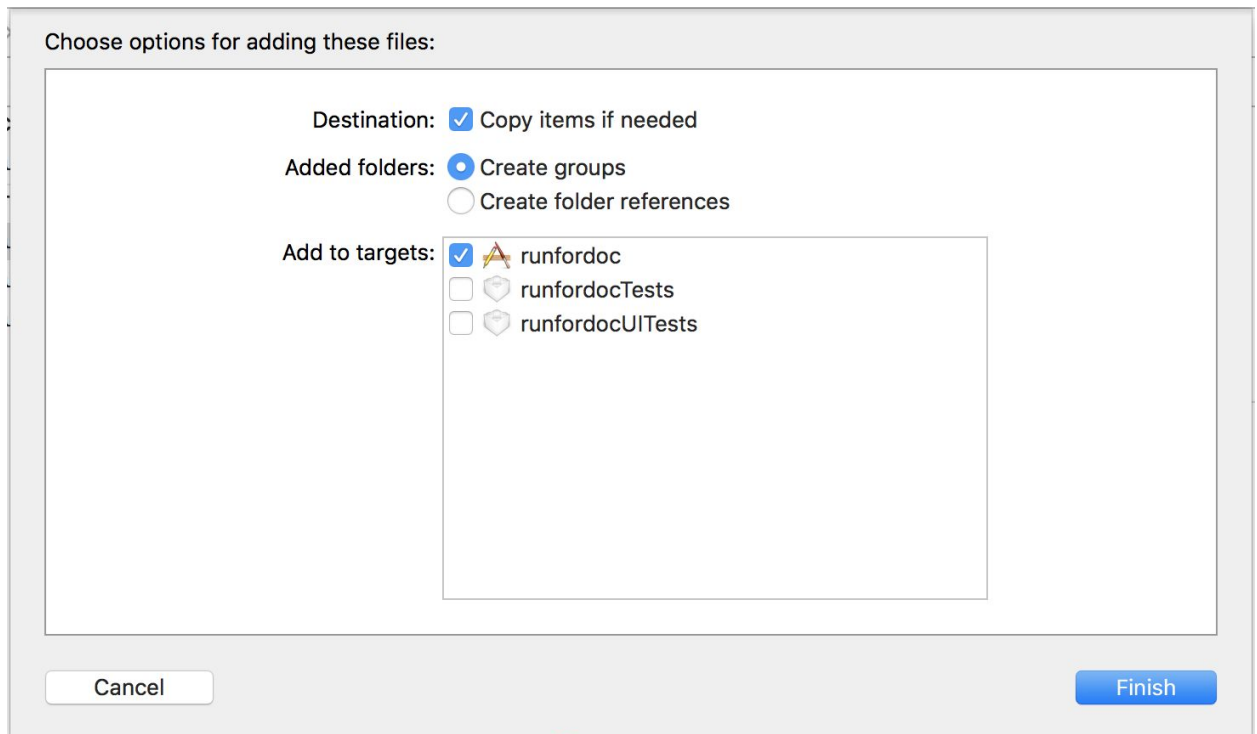 Choose options for adding these files:
Destination: Copy items if needed
Added folders: Create groups
Create folder references
Add to targets: runfordoc
runfordocTests
runfordocUITests
Cancel Finish